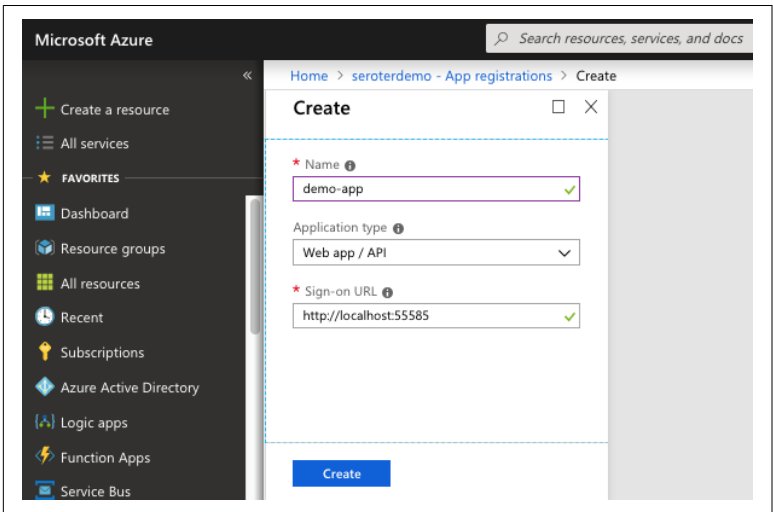 Microsoft Azure
Search resources, services, and docs
«
Home > seroterdemo - App registrations > Create
Create a resource
All services
FAVORITES
Dashboard
Resource groups
All resources
Recent
Subscriptions
Azure Active Directory
Logic apps
Function Apps
Service Bus
Create
* Name
demo-app
Application type
Web app / API
* Sign-on URL
http://localhost:55585
Create